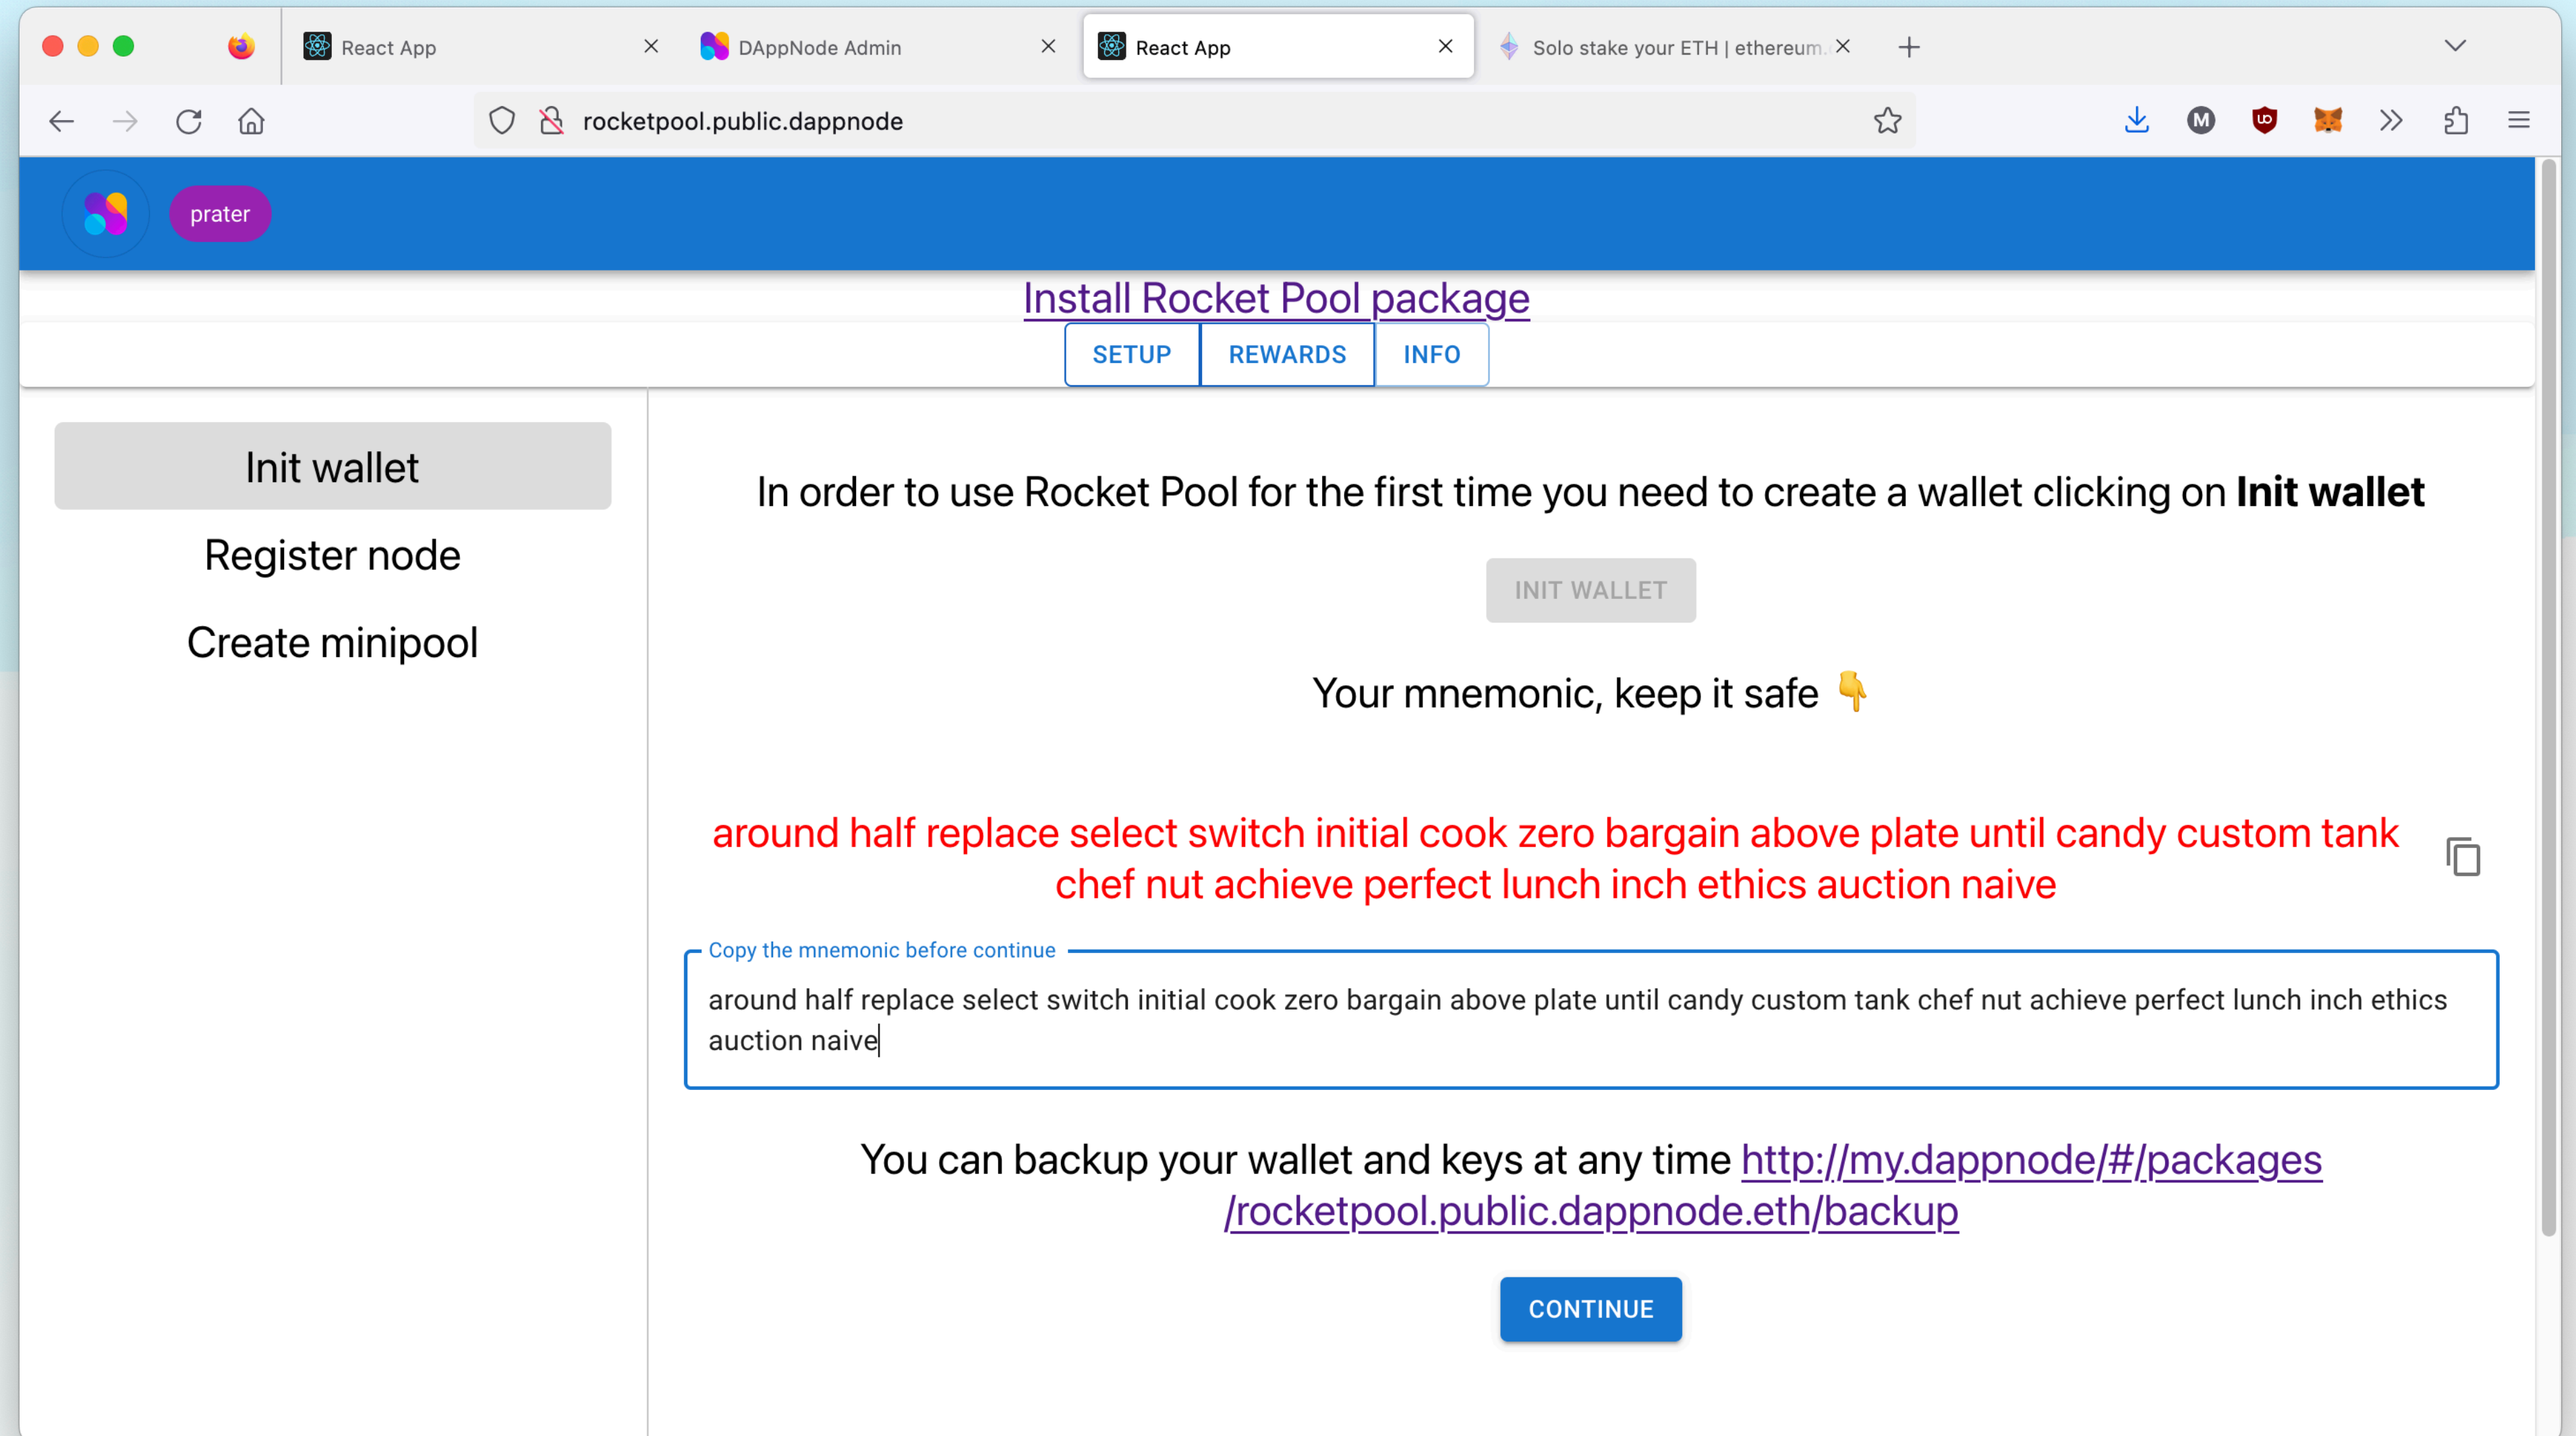 React App
DAppNode Admin
React App
Solo stake your ETH | ethereum.
rocketpool.public.dappnode
M
prater
Install Rocket Pool package
SETUP REWARDS INFO
Init wallet
Register node
Create minipool
In order to use Rocket Pool for the first time you need to create a wallet clicking on Init wallet
INIT WALLET
Your mnemonic, keep it safe 👇
around half replace select switch initial cook zero bargain above plate until candy custom tank
chef nut achieve perfect lunch inch ethics auction naive
Copy the mnemonic before continue
around half replace select switch initial cook zero bargain above plate until candy custom tank chef nut achieve perfect lunch inch ethics
auction naive
You can backup your wallet and keys at any time http://my.dappnode/#/packages
/rocketpool.public.dappnode.eth/backup
CONTINUE